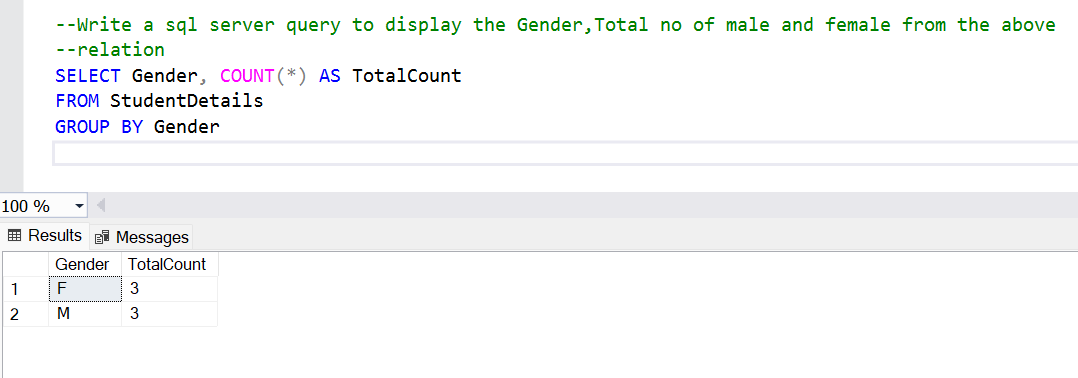 --Write a sql server query to display the Gender,Total no of male and female from the above
--relation
SELECT Gender, COUNT(*) AS TotalCount
FROM StudentDetails
GROUP BY Gender
100 %
Results Messages
Gender TotalCount
1 F 3
2 M 3